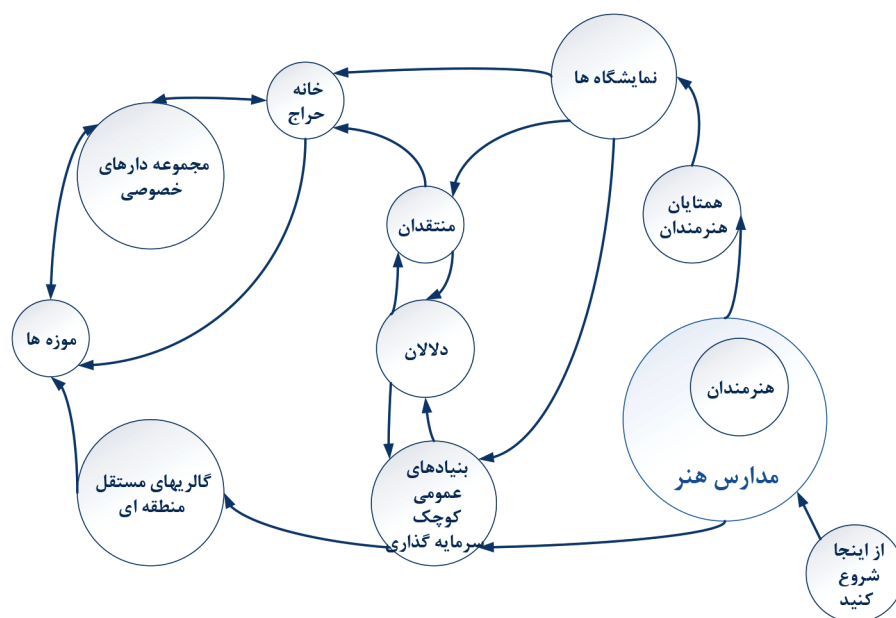 نمایشگاه ها
خانه
حراج
مجموعه دارهای
خصوصی
همتایان
هنرمندان
منتقدان
موزه ها
دلالان
هنرمندان
مدارس هنر
بنیادهای
عمومی
کوچک
سرمایه گذاری
گالریهای مستقل
منطقه ای
از اینجا
شروع
کنید